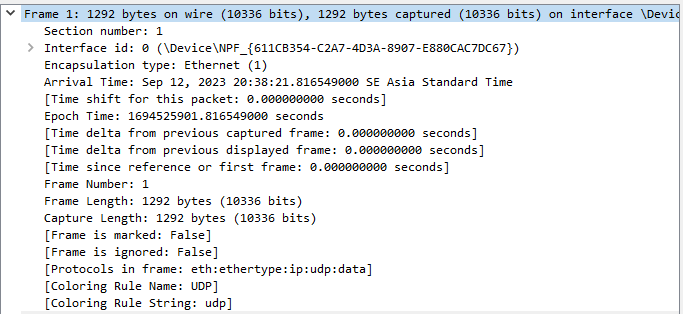 Frame 1: 1292 bytes on wire (10336 bits), 1292 bytes captured (10336 bits) on interface \Devic
Section number: 1
Interface id: 0 (\Device\NPF_{611CB354-C2A7-4D3A-8907-E880CAC7DC67})
Encapsulation type: Ethernet (1)
Arrival Time: Sep 12, 2023 20:38:21.816549000 SE Asia Standard Time
[Time shift for this packet: 0.000000000 seconds]
Epoch Time: 1694525901.816549000 seconds
[Time delta from previous captured frame: 0.000000000 seconds]
[Time delta from previous displayed frame: 0.000000000 seconds]
[Time since reference or first frame: 0.000000000 seconds]
Frame Number: 1
Frame Length: 1292 bytes (10336 bits)
Capture Length: 1292 bytes (10336 bits)
[Frame is marked: False]
[Frame is ignored: False]
[Protocols in frame: eth:ethertype:ip:udp:data]
[Coloring Rule Name: UDP]
[Coloring Rule String: udp]